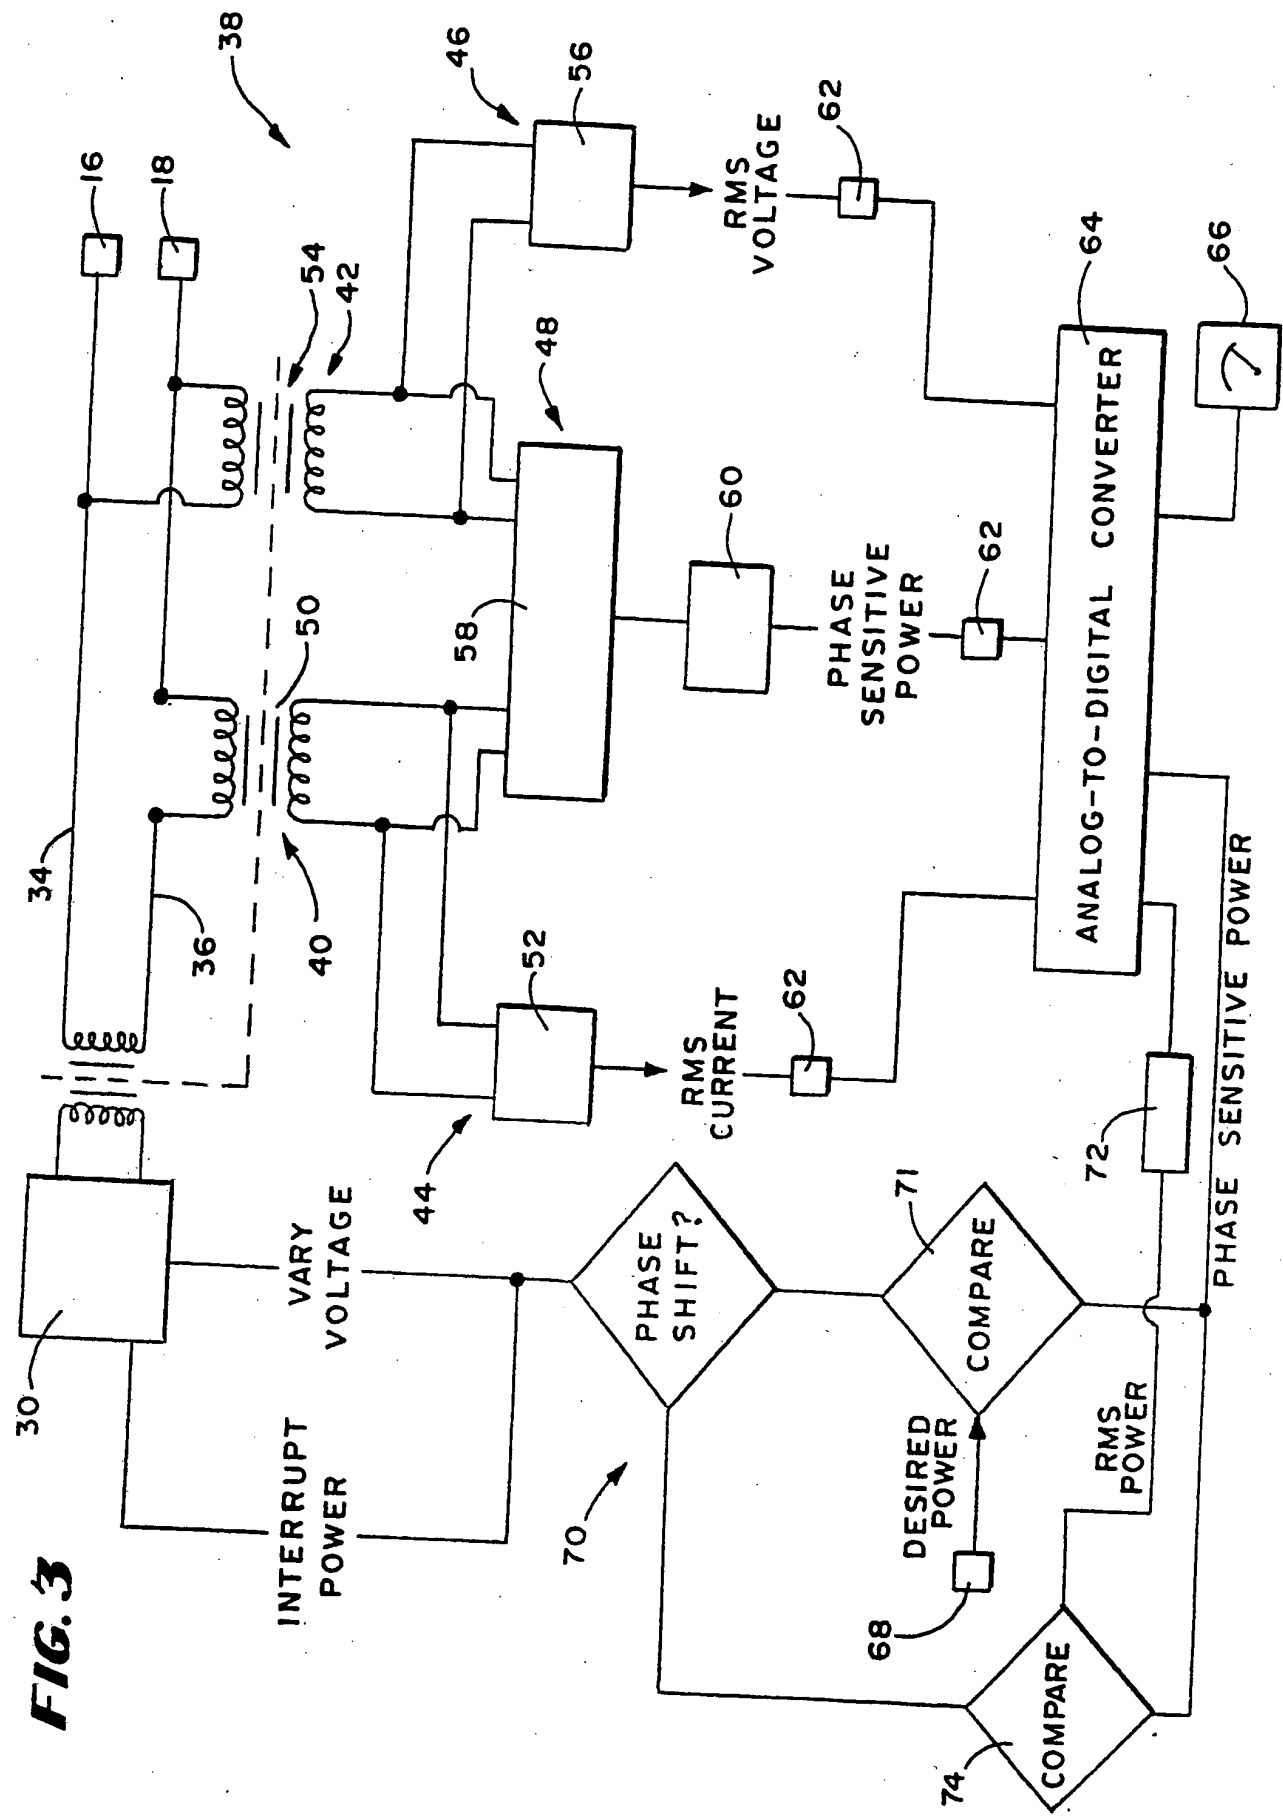 FIG. 3
30
34
36
16
18
38
40
50
54
42
44
52
46
56
48
58
60
INTERRUPT
POWER
VARY
VOLTAGE
RMS
CURRENT
62
PHASE
SENSITIVE
POWER
62
RMS
VOLTAGE
62
70
PHASE
SHIFT?
71
COMPARE
DESIRED
POWER
68
74
COMPARE
RMS
POWER
72
PHASE SENSITIVE POWER
ANALOG-TO-DIGITAL CONVERTER
64
66